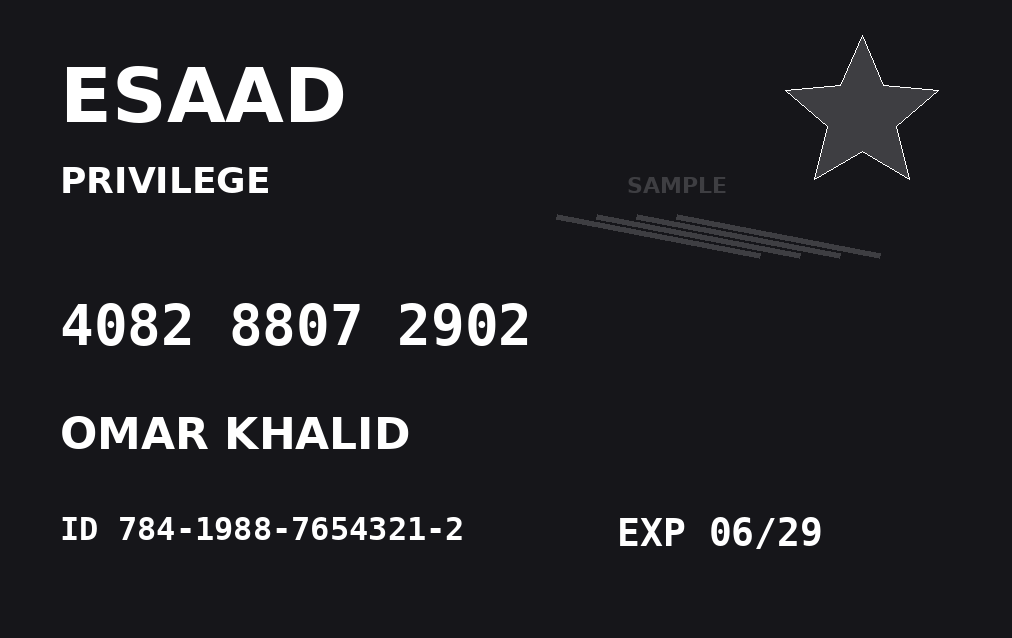 ESAAD
PRIVILEGE
SAMPLE
4082 8807 2902
OMAR KHALID
ID 784-1988-7654321-2
EXP 06/29